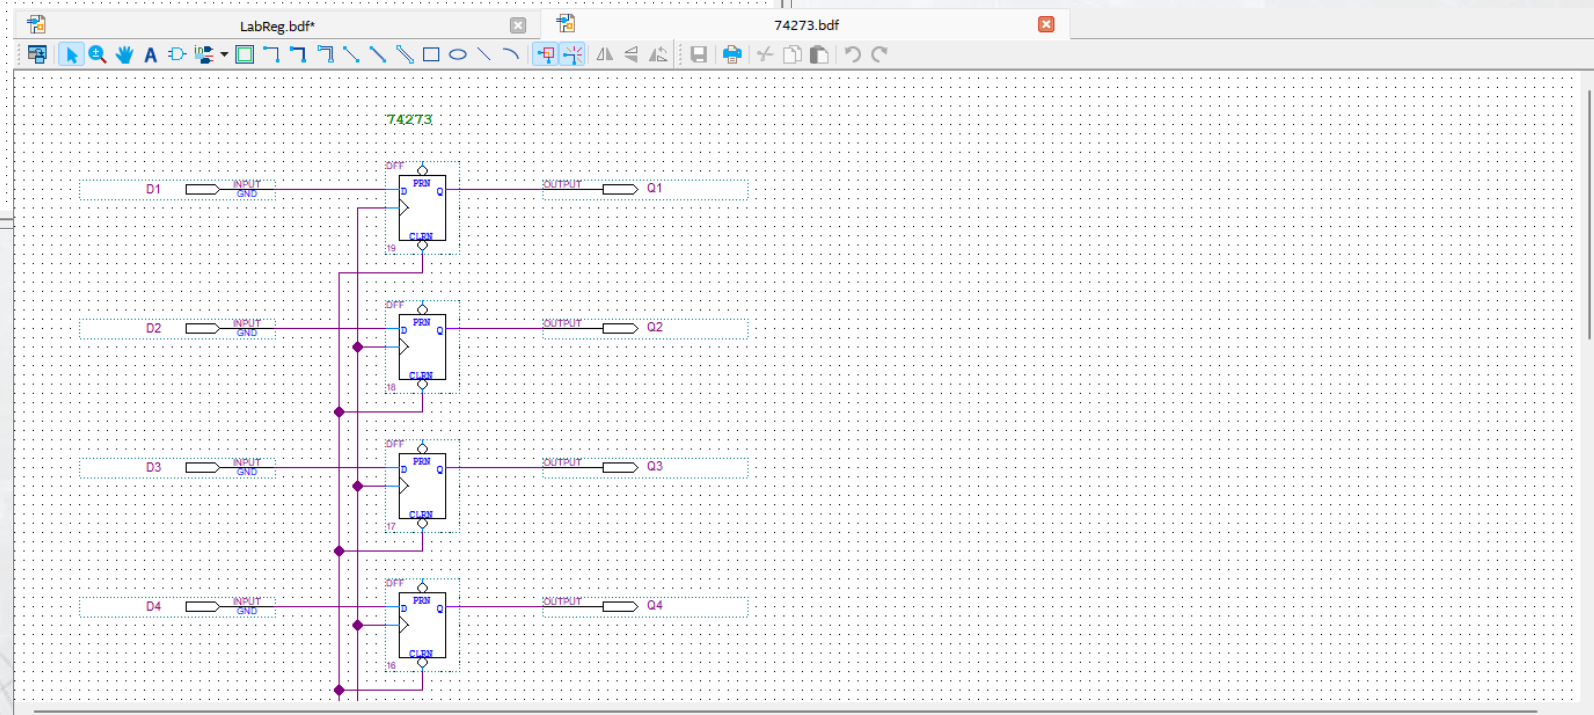 LabReg.bdf*
74273.bdf
A
74273
DFF
PRN
D1
INPUT
GND
D
Q
OUTPUT
Q1
CLRN
19
DFF
PRN
D2
INPUT
GND
D
Q
OUTPUT
Q2
CLRN
18
DFF
PRN
D3
INPUT
GND
D
Q
OUTPUT
Q3
CLRN
17
DFF
PRN
D4
INPUT
GND
D
Q
OUTPUT
Q4
CLRN
16